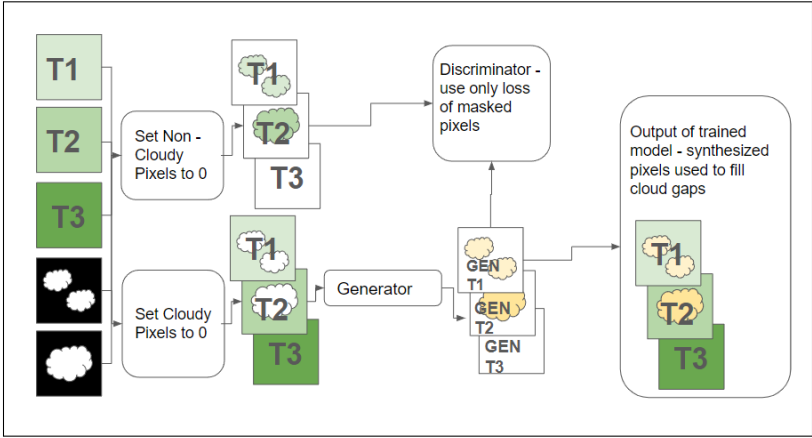 T1
T2
T3
Set Non -
Cloudy
Pixels to 0
Set Cloudy
Pixels to 0
T1
T2
T3
T1
T2
T3
Generator
Discriminator -
use only loss
of masked
pixels
GEN
T1
GEN
T2
GEN
T3
Output of trained
model - synthesized
pixels used to fill
cloud gaps
T1
T2
T3